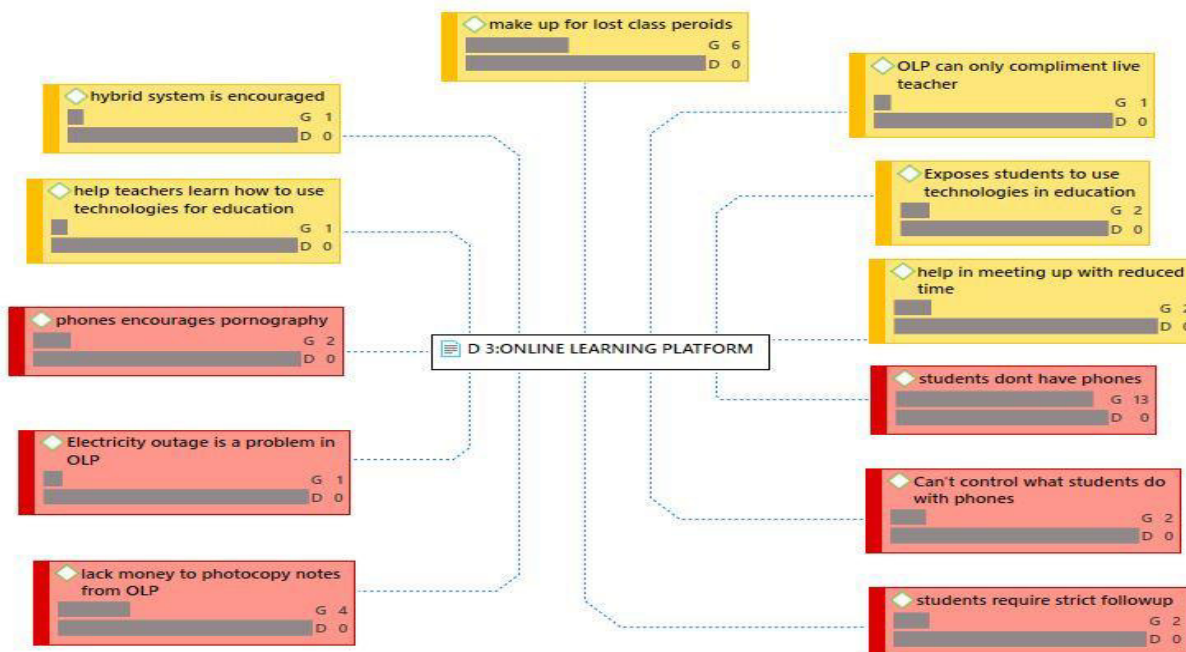 make up for lost class peroids
G 6
D 0
hybrid system is encouraged
G 1
D 0
OLP can only compliment live
teacher
G 1
D 0
help teachers learn how to use
technologies for education
G 1
D 0
Exposes students to use
technologies in education
G 2
D 0
help in meeting up with reduced
time
G 2
D 0
phones encourages pornography
G 2
D 0
D 3:ONLINE LEARNING PLATFORM
students dont have phones
G 13
D 0
Electricity outage is a problem in
OLP
G 1
D 0
Can't control what students do
with phones
G 2
D 0
lack money to photocopy notes
from OLP
G 4
D 0
students require strict followup
G 2
D 0